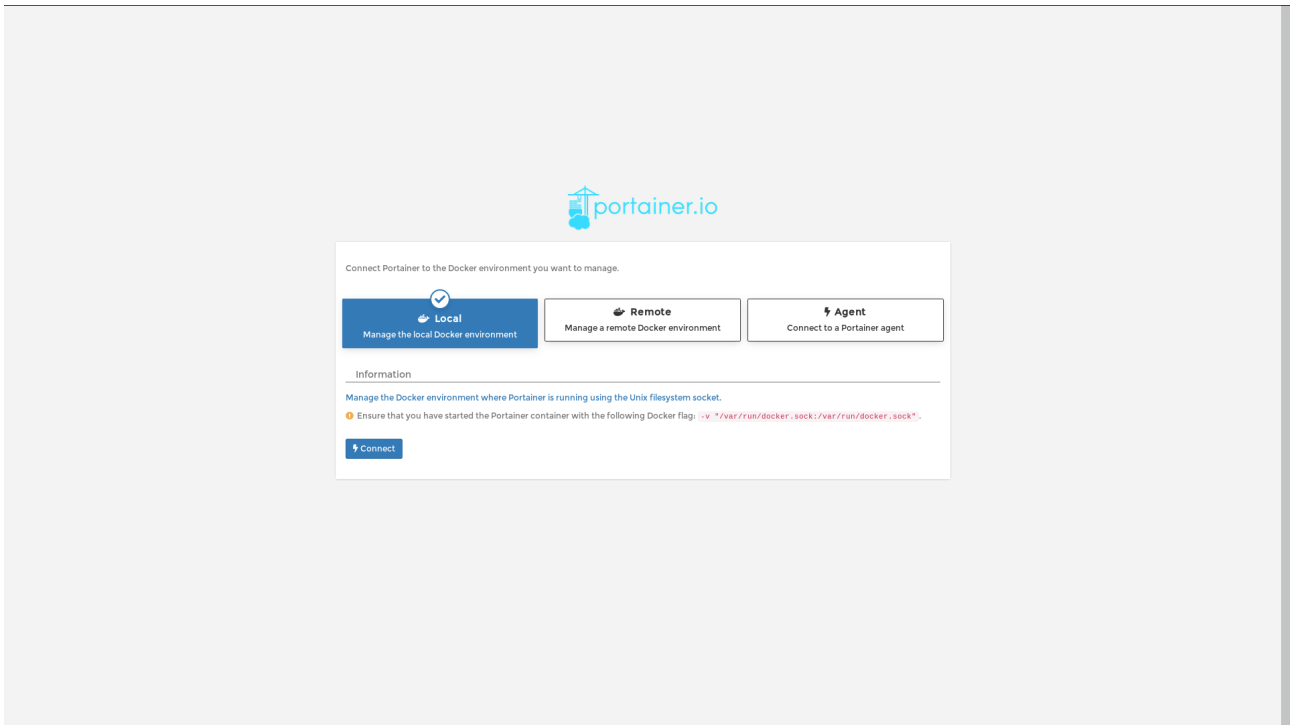 portainer.io
Connect Portainer to the Docker environment you want to manage.
Local
Manage the local Docker environment
Remote
Manage a remote Docker environment
Agent
Connect to a Portainer agent
Information
Manage the Docker environment where Portainer is running using the Unix filesystem socket.
Ensure that you have started the Portainer container with the following Docker flag: -v "/var/run/docker.sock:/var/run/docker.sock".
Connect